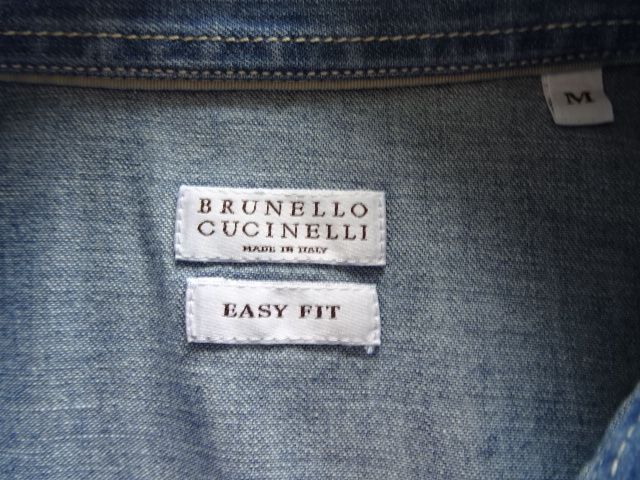 M
BRUNELLO
CUCINELLI
MADE IN ITALY
EASY FIT